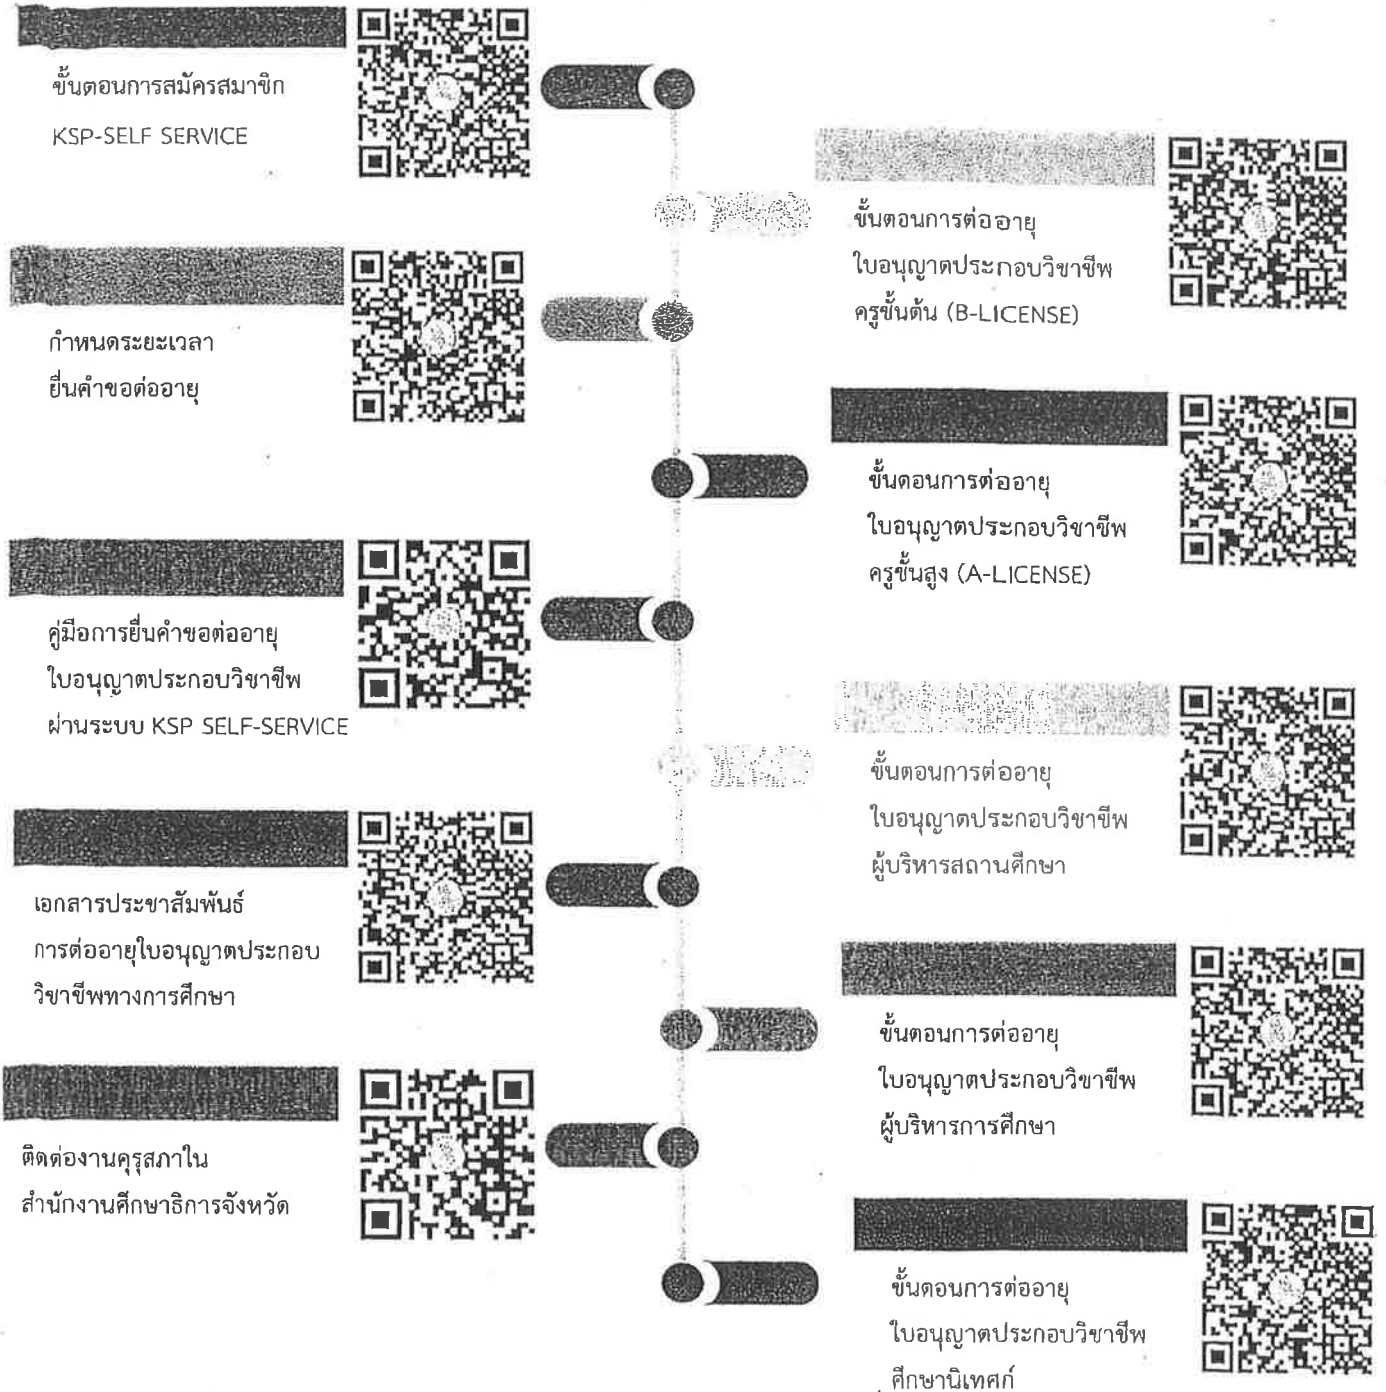 ขั้นตอนการสมัครสมาชิก
KSP-SELF SERVICE
ขั้นตอนการต่ออายุ
ใบอนุญาตประกอบวิชาชีพ
ครูชั้นต้น (B-LICENSE)
กำหนดระยะเวลา
ยื่นคำขอต่ออายุ
ขั้นตอนการต่ออายุ
ใบอนุญาตประกอบวิชาชีพ
ครูชั้นสูง (A-LICENSE)
คู่มือการยื่นคำขอต่ออายุ
ใบอนุญาตประกอบวิชาชีพ
ผ่านระบบ KSP SELF-SERVICE
ขั้นตอนการต่ออายุ
ใบอนุญาตประกอบวิชาชีพ
ผู้บริหารสถานศึกษา
เอกสารประชาสัมพันธ์
การต่ออายุใบอนุญาตประกอบ
วิชาชีพทางการศึกษา
ขั้นตอนการต่ออายุ
ใบอนุญาตประกอบวิชาชีพ
ผู้บริหารการศึกษา
ติดต่องานคุรุสภาใน
สำนักงานศึกษาธิการจังหวัด
ขั้นตอนการต่ออายุ
ใบอนุญาตประกอบวิชาชีพ
ศึกษานิเทศก์